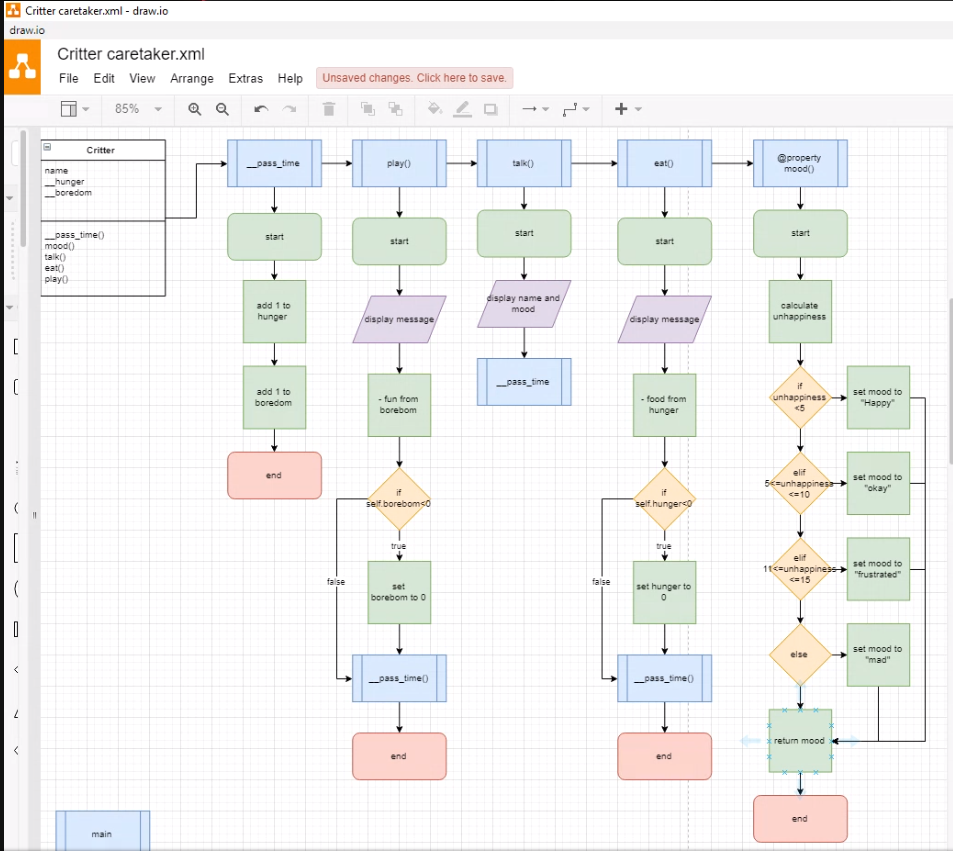 Critter caretaker.xml - draw.io
draw.io
Critter caretaker.xml
File Edit View Arrange Extras Help Unsaved changes. Click here to save.
85%
Critter
name
__hunger
__boredom
__pass_time()
mood()
talk()
eat()
play()
__pass_time
start
add 1 to
hunger
add 1 to
boredom
end
play()
start
display message
- fun from
borebom
if
self.borebom<0
true
false
set
borebom to 0
__pass_time()
end
talk()
start
display name and
mood
__pass_time
eat()
start
display message
- food from
hunger
if
self.hunger<0
true
false
set hunger to
0
__pass_time()
end
@property
mood()
start
calculate
unhappiness
if
unhappiness
<5
set mood to
"Happy"
elif
5<=unhappiness
<=10
set mood to
"okay"
elif
11<=unhappiness
<=15
set mood to
"frustrated"
else
set mood to
"mad"
return mood
end
main